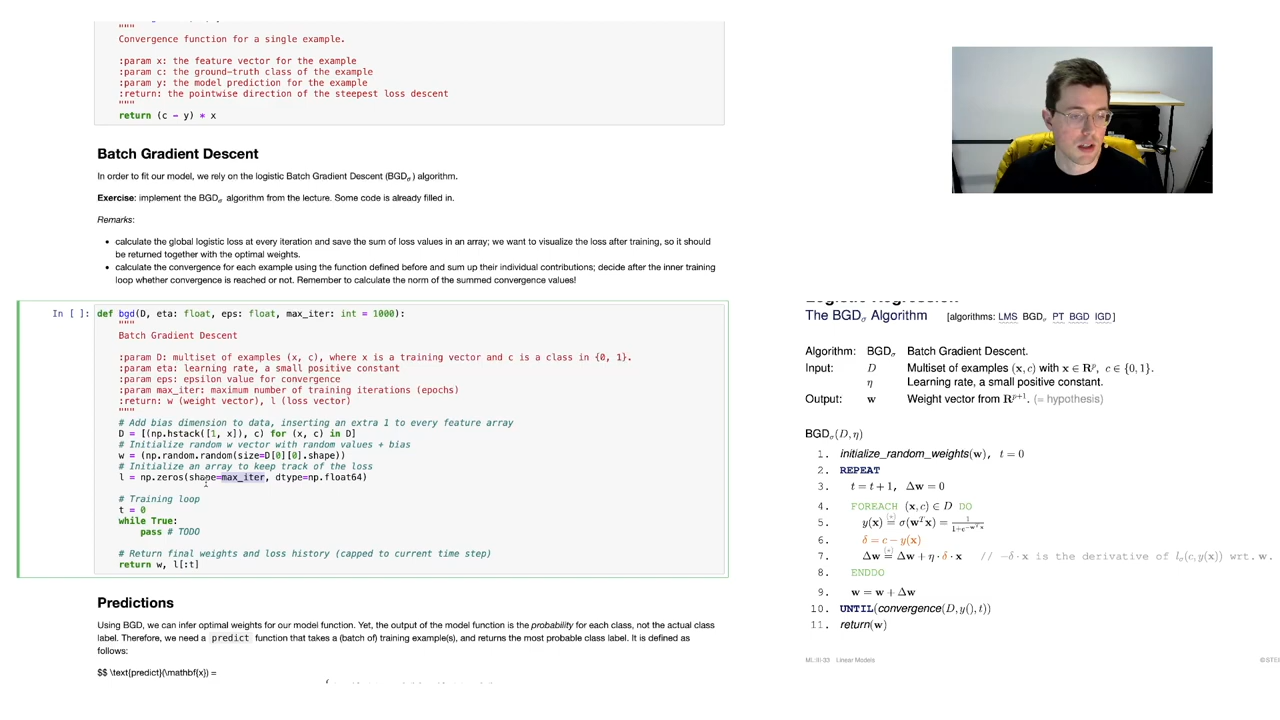 """
Convergence function for a single example.
:param x: the feature vector for the example
:param c: the ground-truth class of the example
:param y: the model prediction for the example
:return: the pointwise direction of the steepest loss descent
"""
return (c - y) * x
Batch Gradient Descent
In order to fit our model, we rely on the logistic Batch Gradient Descent (BGDσ) algorithm.
Exercise: implement the BGDσ algorithm from the lecture. Some code is already filled in.
Remarks:
• calculate the global logistic loss at every iteration and save the sum of loss values in an array; we want to visualize the loss after training, so it should
be returned together with the optimal weights.
• calculate the convergence for each example using the function defined before and sum up their individual contributions; decide after the inner training
loop whether convergence is reached or not. Remember to calculate the norm of the summed convergence values!
In [ ]: def bgd(D, eta: float, eps: float, max_iter: int = 1000):
"""
Batch Gradient Descent
:param D: multiset of examples (x, c), where x is a training vector and c is a class in {0, 1}.
:param eta: learning rate, a small positive constant
:param eps: epsilon value for convergence
:param max_iter: maximum number of training iterations (epochs)
:return: w (weight vector), l (loss vector)
"""
# Add bias dimension to data, inserting an extra 1 to every feature array
D = [(np.hstack([1, x]), c) for (x, c) in D]
# Initialize random w vector with random values + bias
w = (np.random.random(size=D[0][0].shape))
# Initialize an array to keep track of the loss
l = np.zeros(shape=max_iter, dtype=np.float64)
# Training loop
t = 0
while True:
pass # TODO
# Return final weights and loss history (capped to current time step)
return w, l[:t]
Predictions
Using BGD, we can infer optimal weights for our model function. Yet, the output of the model function is the probability for each class, not the actual class
label. Therefore, we need a predict function that takes a (batch of) training example(s), and returns the most probable class label. It is defined as
follows:
$$ \text{predict}(\mathbf{x}) =
Logistic Regression
The BGDσ Algorithm [algorithms: LMS BGDσ PT BGD IGD]
Algorithm: BGDσ Batch Gradient Descent.
Input: D Multiset of examples (x, c) with x ∈ R^p, c ∈ {0, 1}.
η Learning rate, a small positive constant.
Output: w Weight vector from R^{p+1}. (= hypothesis)
BGDσ(D, η)
1. initialize_random_weights(w), t = 0
2. REPEAT
3. t = t + 1, Δw = 0
4. FOREACH (x, c) ∈ D DO
5. y(x) (*)= σ(w^T x) = 1/(1+e^{-w^T x})
6. δ = c − y(x)
7. Δw (*)= Δw + η · δ · x // −δ · x is the derivative of lσ(c, y(x)) wrt. w.
8. ENDDO
9. w = w + Δw
10. UNTIL(convergence(D, y(), t))
11. return(w)
ML:III-33 Linear Models